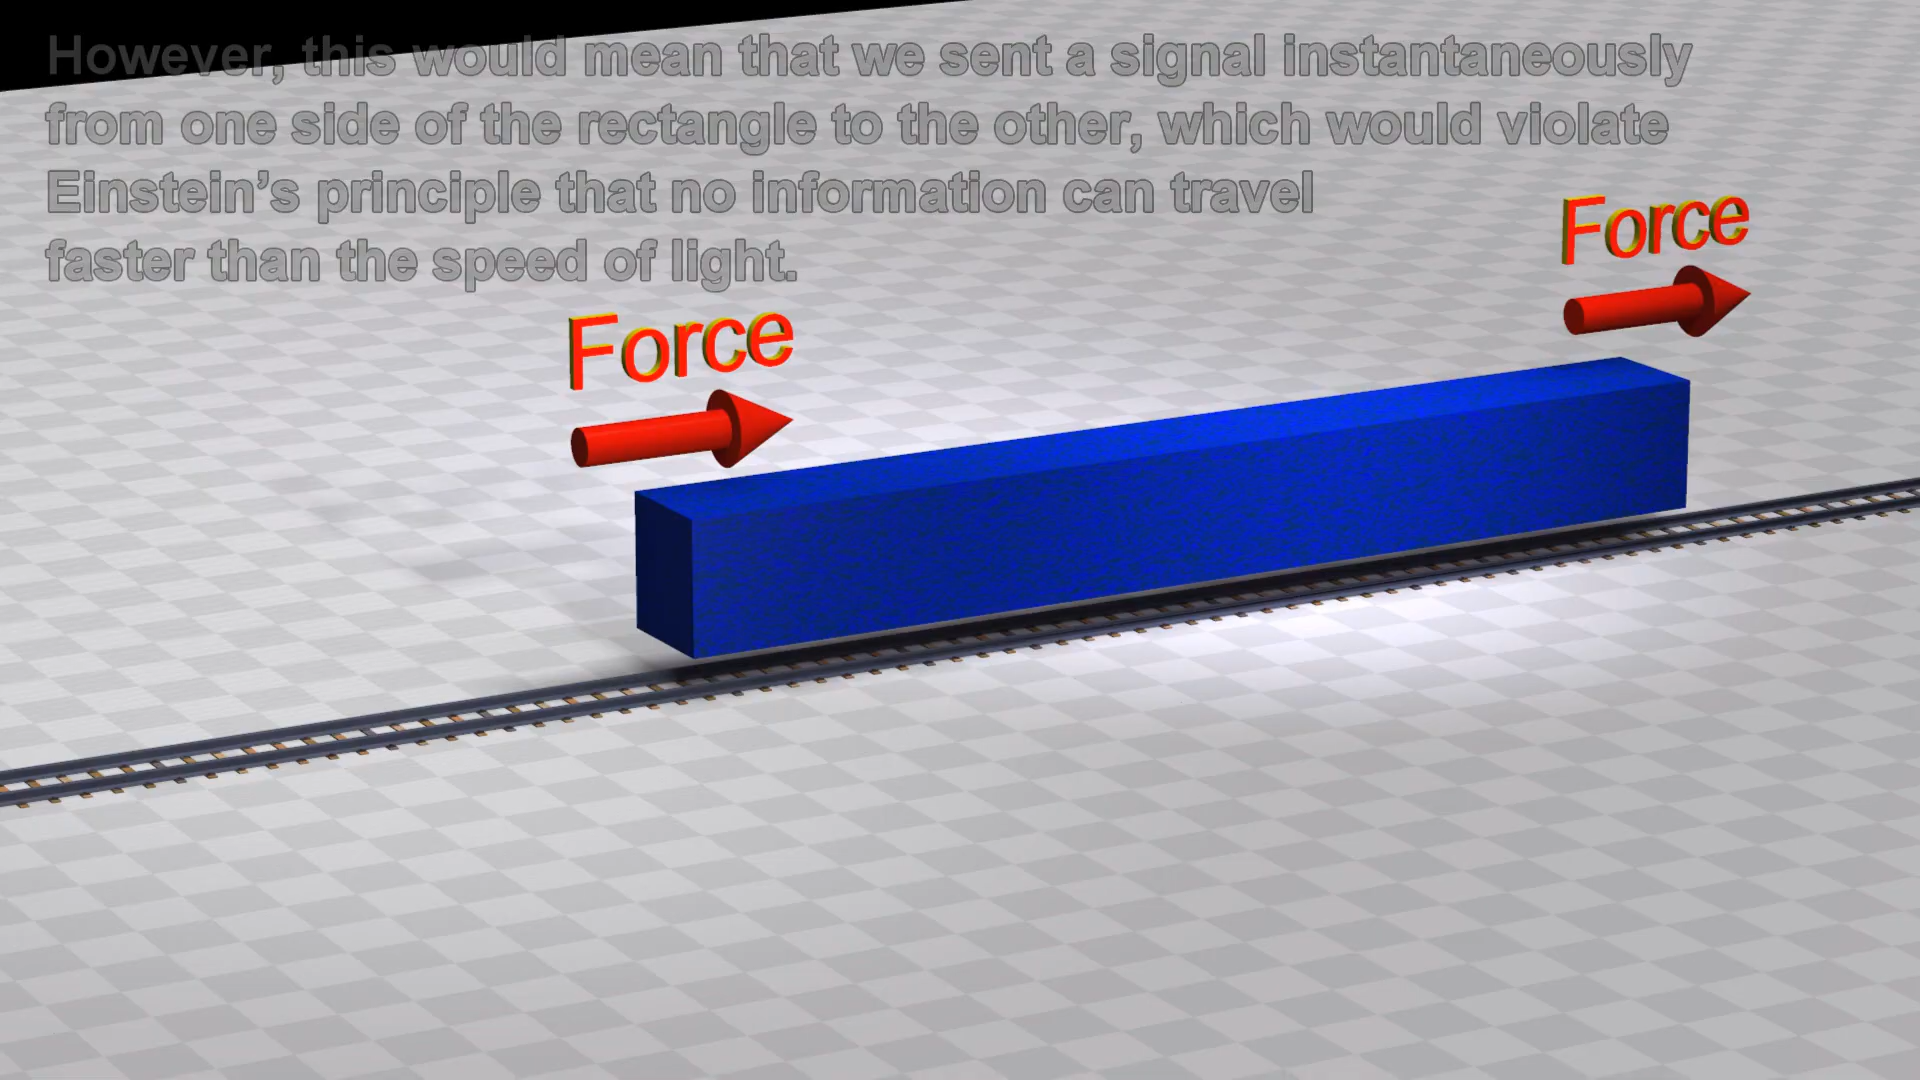 However, this would mean that we sent a signal instantaneously
from one side of the rectangle to the other, which would violate
Einstein’s principle that no information can travel
faster than the speed of light.
Force
Force